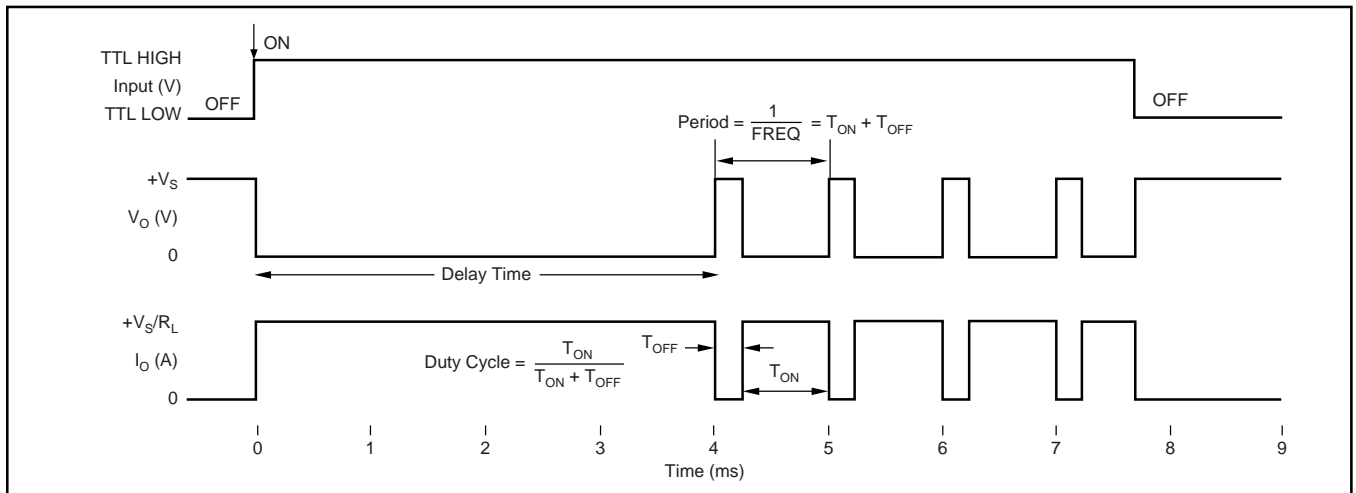 ON
TTL HIGH
Input (V)
OFF
TTL LOW
OFF
Period = 1 / FREQ = T_ON + T_OFF
+V_S
V_O (V)
0
Delay Time
+V_S/R_L
I_O (A)
0
Duty Cycle = T_ON / T_ON + T_OFF
T_OFF
T_ON
0 1 2 3 4 5 6 7 8 9
Time (ms)